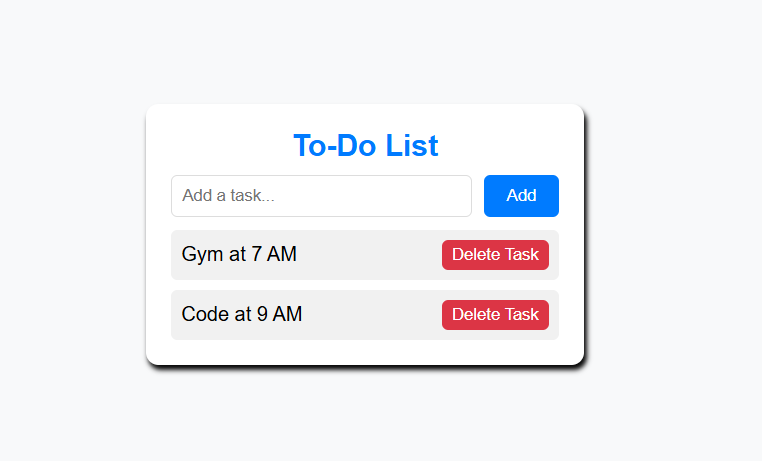 To-Do List
Add a task... Add
Gym at 7 AM Delete Task
Code at 9 AM Delete Task